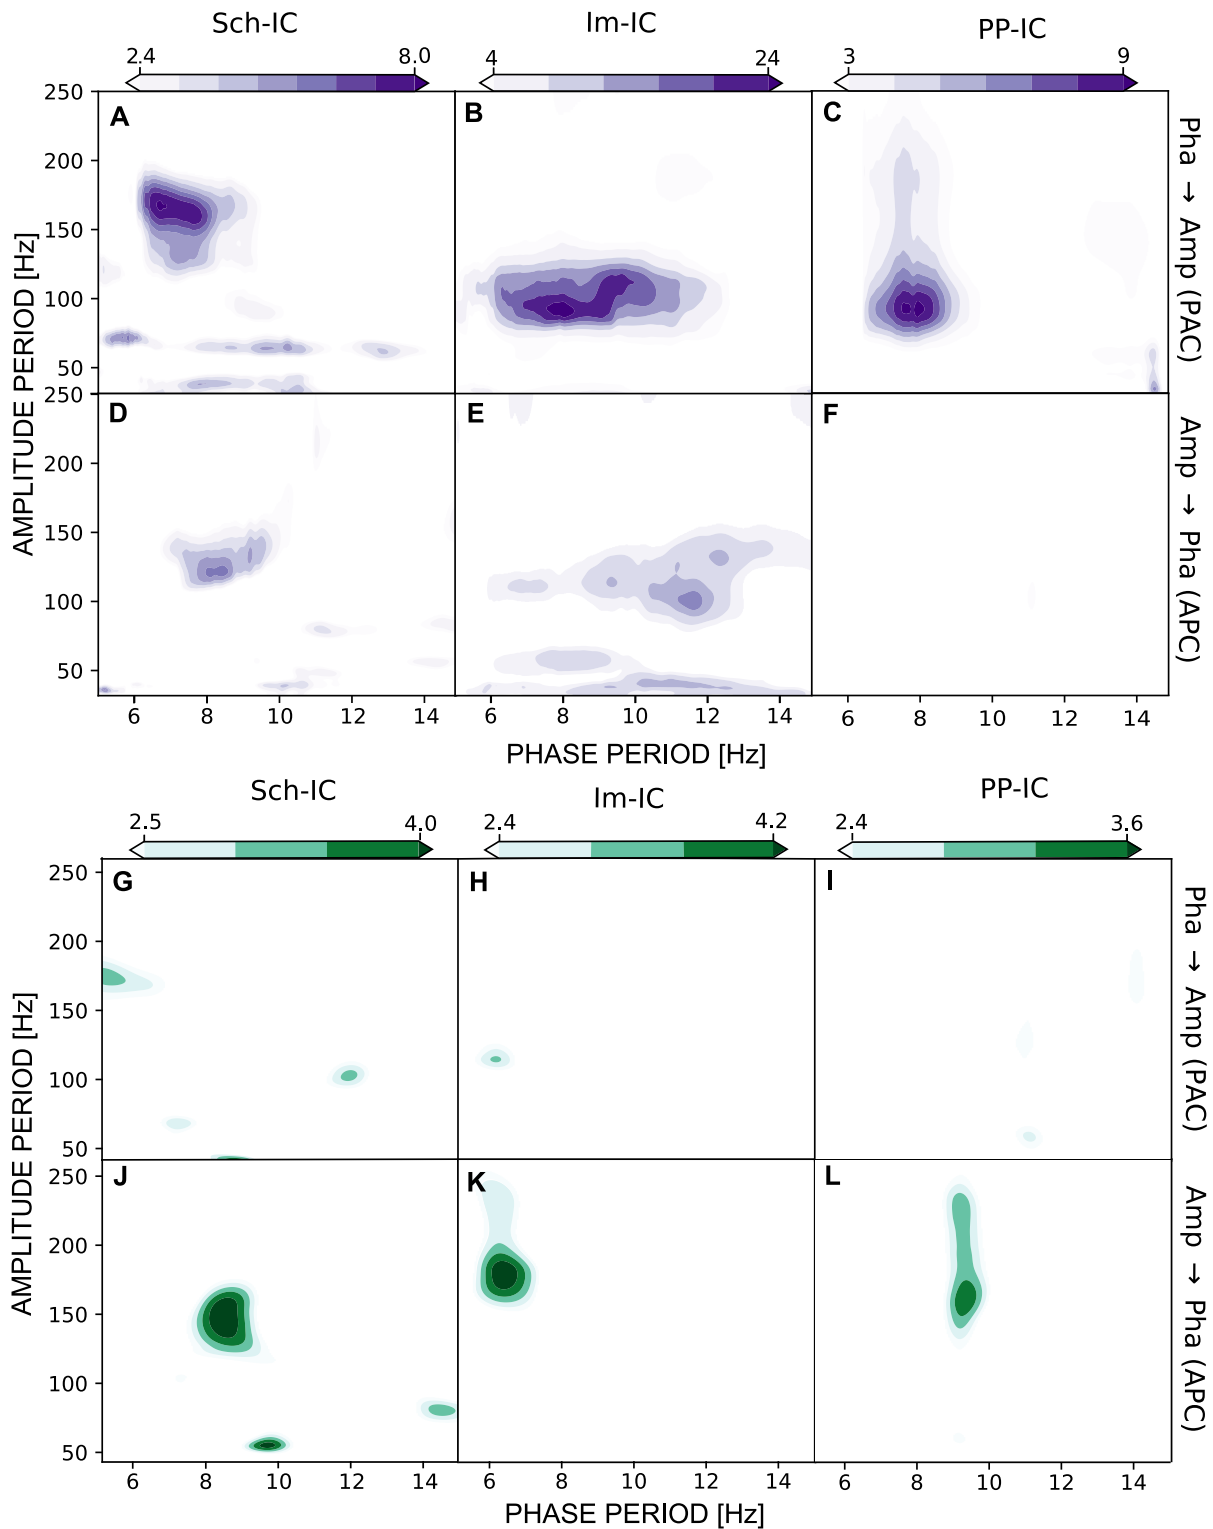 Sch-IC Im-IC PP-IC
2.4 8.0 4 24 3 9
A B C
250
200
150
100
50
Pha → Amp (PAC)
AMPLITUDE PERIOD [Hz]
D E F
250
200
150
100
50
Amp → Pha (APC)
6 8 10 12 14 6 8 10 12 14 6 8 10 12 14
PHASE PERIOD [Hz]
Sch-IC Im-IC PP-IC
2.5 4.0 2.4 4.2 2.4 3.6
G H I
250
200
150
100
50
Pha → Amp (PAC)
AMPLITUDE PERIOD [Hz]
J K L
250
200
150
100
50
Amp → Pha (APC)
6 8 10 12 14 6 8 10 12 14 6 8 10 12 14
PHASE PERIOD [Hz]